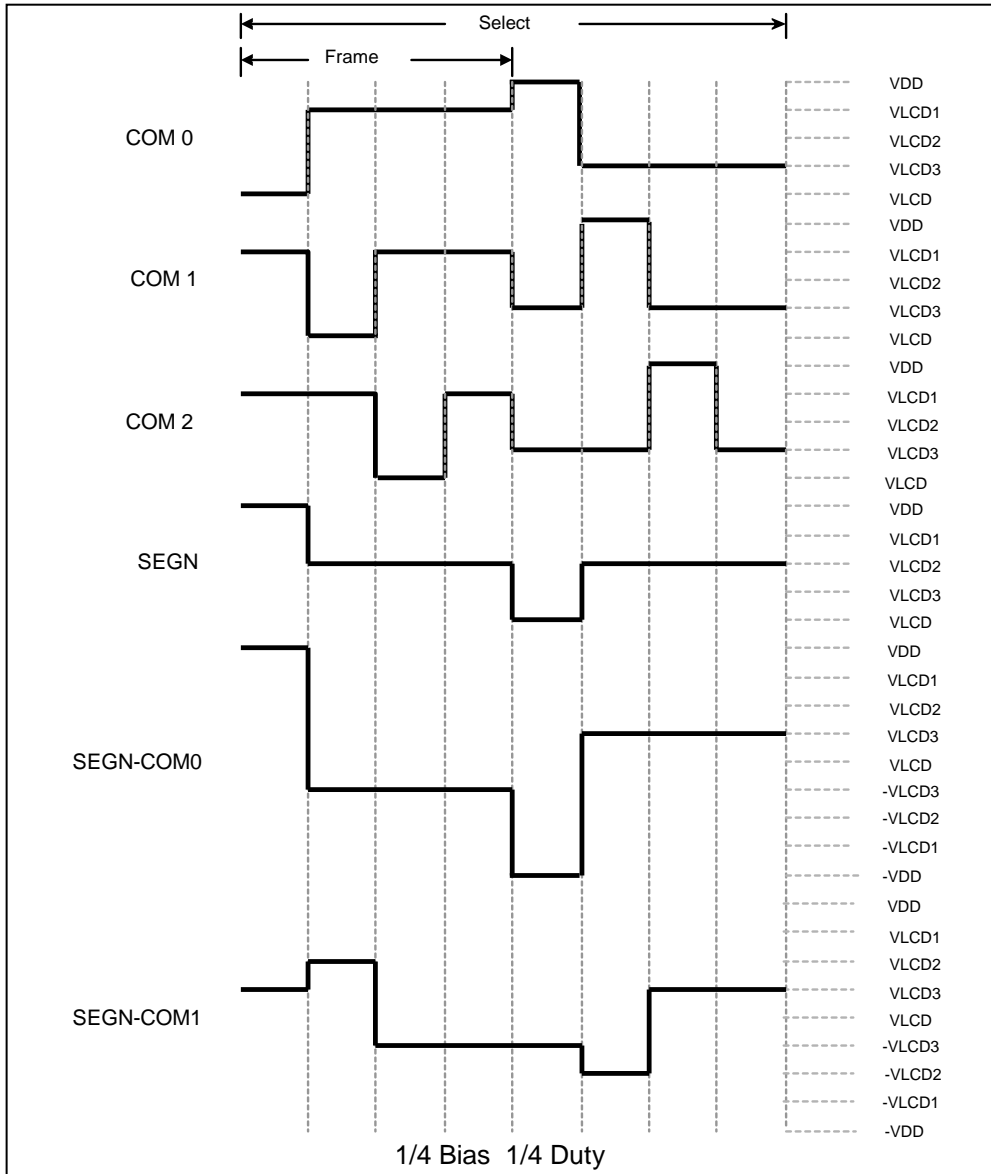 Select
Frame
COM 0
VDD
VLCD1
VLCD2
VLCD3
VLCD
COM 1
VDD
VLCD1
VLCD2
VLCD3
VLCD
COM 2
VDD
VLCD1
VLCD2
VLCD3
VLCD
SEGN
VDD
VLCD1
VLCD2
VLCD3
VLCD
SEGN-COM0
VDD
VLCD1
VLCD2
VLCD3
VLCD
-VLCD3
-VLCD2
-VLCD1
-VDD
SEGN-COM1
VDD
VLCD1
VLCD2
VLCD3
VLCD
-VLCD3
-VLCD2
-VLCD1
-VDD
1/4 Bias 1/4 Duty